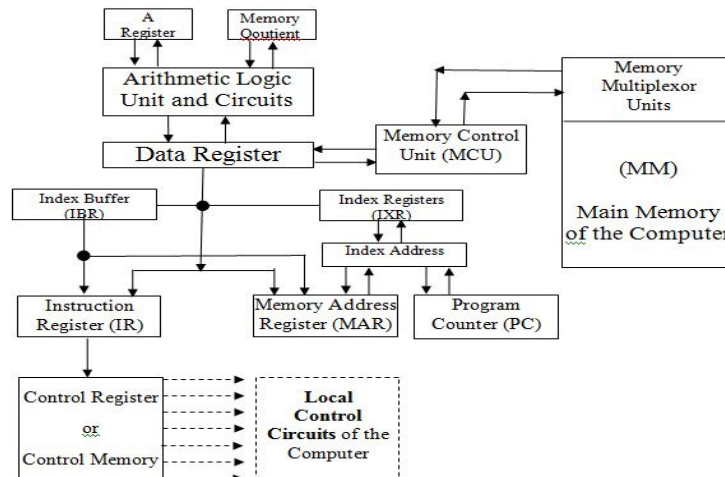 A
Register
Memory
Qoutient
Arithmetic Logic
Unit and Circuits
Memory
Multiplexor
Units
Data Register
Memory Control
Unit (MCU)
(MM)
Main Memory
of the Computer
Index Buffer
(IBR)
Index Registers
(IXR)
Index Address
Instruction
Register (IR)
Memory Address
Register (MAR)
Program
Counter (PC)
Control Register
or
Control Memory
Local
Control
Circuits of the
Computer